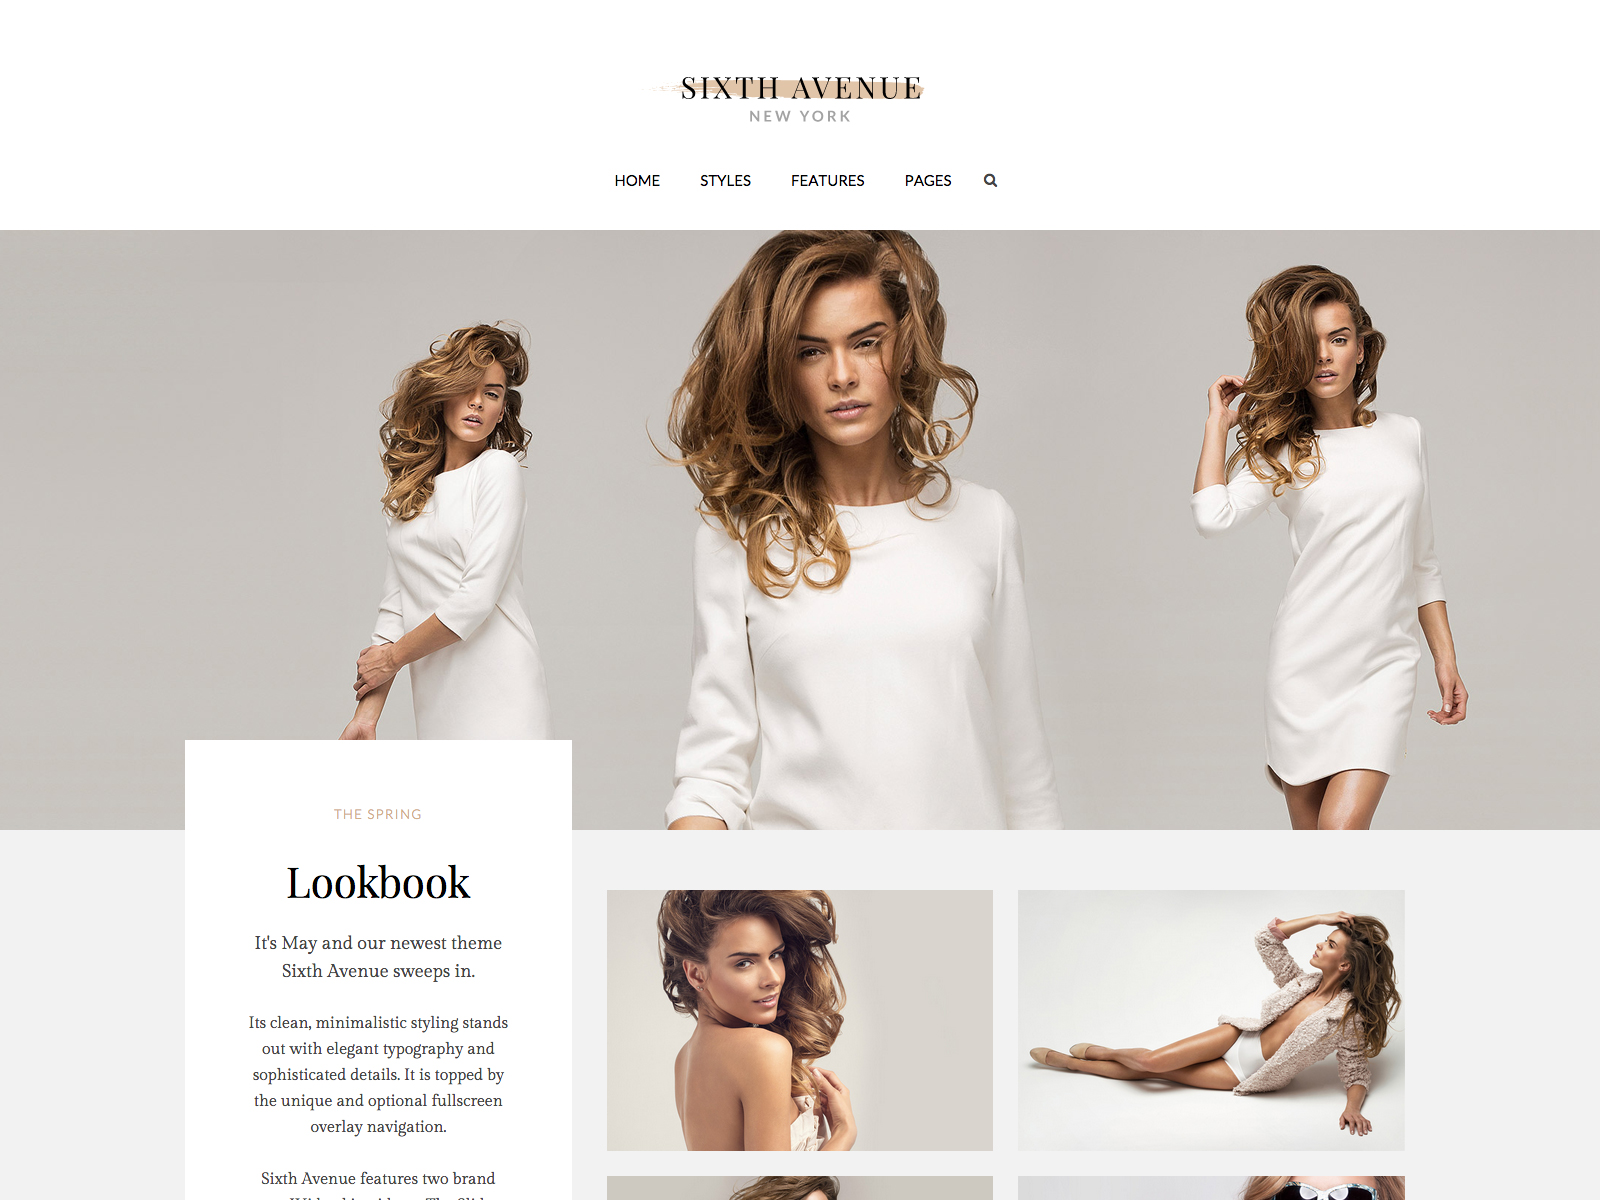 SIXTH AVENUE
NEW YORK
HOME STYLES FEATURES PAGES
THE SPRING
Lookbook
It's May and our newest theme
Sixth Avenue sweeps in.
Its clean, minimalistic styling stands
out with elegant typography and
sophisticated details. It is topped by
the unique and optional fullscreen
overlay navigation.
Sixth Avenue features two brand